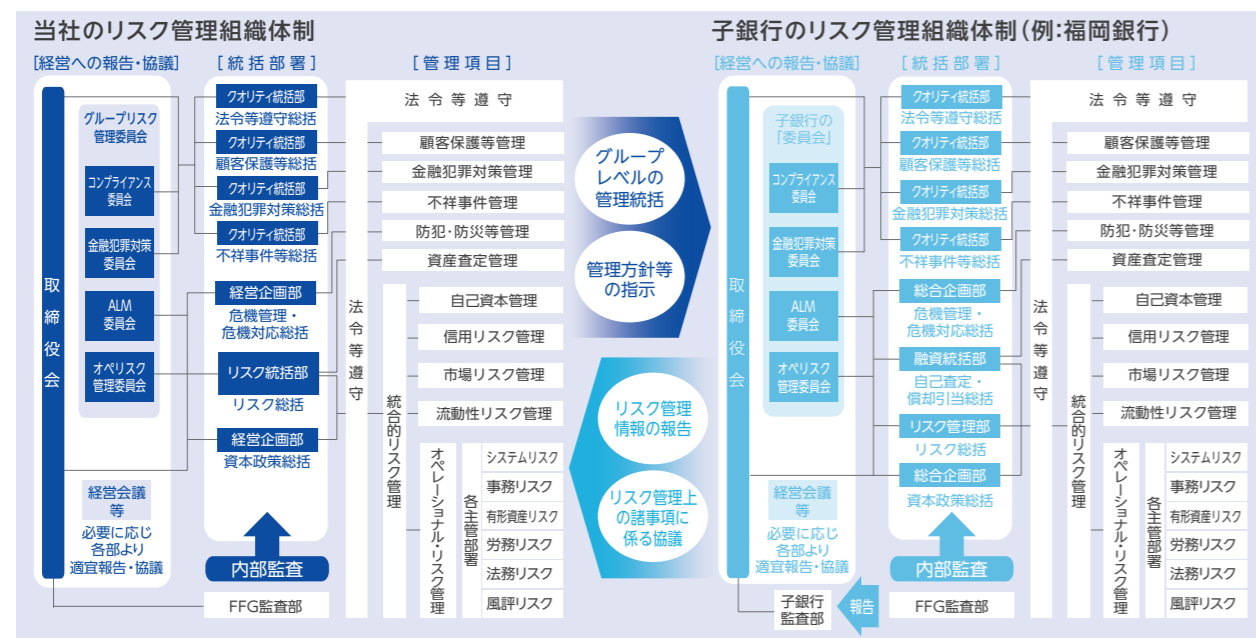 当社のリスク管理組織体制
[経営への報告・協議]
[統括部署]
[管理項目]
取締役会
グループリスク
管理委員会
コンプライアンス
委員会
金融犯罪対策
委員会
ALM
委員会
オペリスク
管理委員会
経営会議
等
必要に応じ
各部より
適宜報告・協議
クオリティ統括部
法令等遵守総括
クオリティ統括部
顧客保護等総括
クオリティ統括部
金融犯罪対策総括
クオリティ統括部
不祥事件等総括
経営企画部
危機管理・
危機対応総括
リスク統括部
リスク総括
経営企画部
資本政策総括
内部監査
FFG監査部
法令等遵守
法令等遵守
顧客保護等管理
金融犯罪対策管理
不祥事件管理
防犯・防災等管理
資産査定管理
統合的リスク管理
自己資本管理
信用リスク管理
市場リスク管理
流動性リスク管理
オペレーショナル・リスク管理
各主管部署
システムリスク
事務リスク
有形資産リスク
労務リスク
法務リスク
風評リスク
グループ
レベルの
管理統括
管理方針等
の指示
リスク管理
情報の報告
リスク管理上
の諸事項に
係る協議
子銀行のリスク管理組織体制(例:福岡銀行)
[経営への報告・協議]
[統括部署]
[管理項目]
取締役会
子銀行の
「委員会」
コンプライアンス
委員会
金融犯罪対策
委員会
ALM
委員会
オペリスク
管理委員会
経営会議
等
必要に応じ
各部より
適宜報告・協議
クオリティ統括部
法令等遵守総括
クオリティ統括部
顧客保護等総括
クオリティ統括部
金融犯罪対策総括
クオリティ統括部
不祥事件等総括
総合企画部
危機管理・
危機対応総括
融資統括部
自己査定・
償却引当総括
リスク管理部
リスク総括
総合企画部
資本政策総括
内部監査
子銀行
監査部
報告
FFG監査部
法令等遵守
法令等遵守
顧客保護等管理
金融犯罪対策管理
不祥事件管理
防犯・防災等管理
資産査定管理
統合的リスク管理
自己資本管理
信用リスク管理
市場リスク管理
流動性リスク管理
オペレーショナル・リスク管理
各主管部署
システムリスク
事務リスク
有形資産リスク
労務リスク
法務リスク
風評リスク